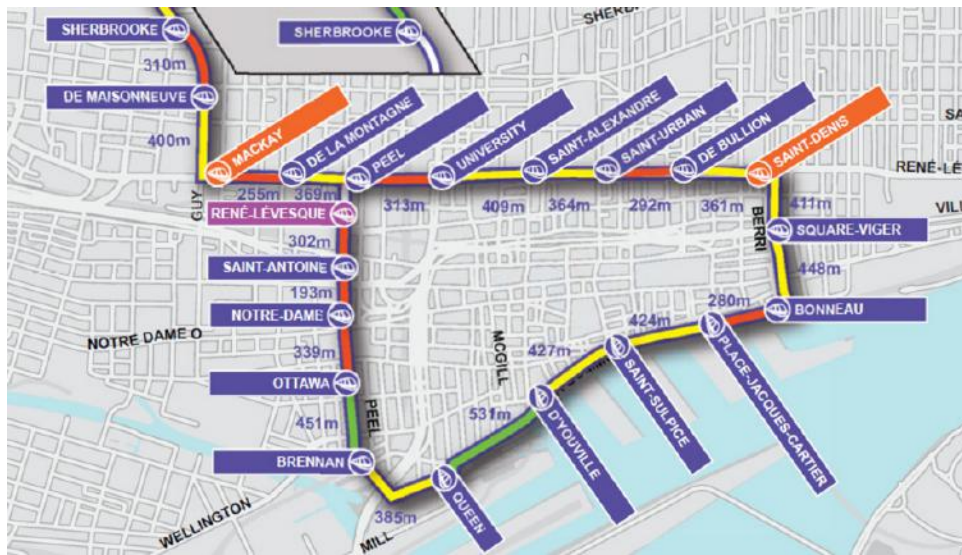 SHERBROOKE
SHERBROOKE
310m
DE MAISONNEUVE
400m
MACKAY
DE LA MONTAGNE
PEEL
UNIVERSITY
SAINT-ALEXANDRE
SAINT-URBAIN
DE BULLION
SAINT-DENIS
RENÉ-LÉ
GUY
255m
369m
313m
409m
364m
292m
361m
411m
BERRI
VILL
RENÉ-LÉVESQUE
SQUARE-VIGER
302m
SAINT-ANTOINE
448m
193m
280m
NOTRE-DAME
BONNEAU
NOTRE DAME O
424m
MCGILL
427m
339m
PLACE-JACQUES-CARTIER
SAINT-SULPICE
OTTAWA
D'YOUVILLE
PEEL
451m
531m
BRENNAN
QUEEN
385m
WELLINGTON
MILL